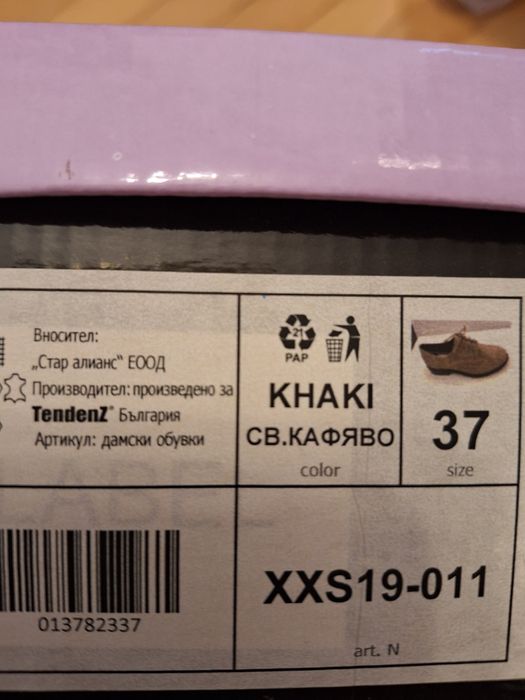 Вносител:
„Стар алианс“ ЕООД
Производител: произведено за
TendenZ® България
Артикул: дамски обувки
21
PAP
KHAKI
СВ.КАФЯВО
color
37
size
013782337
XXS19-011
art. N